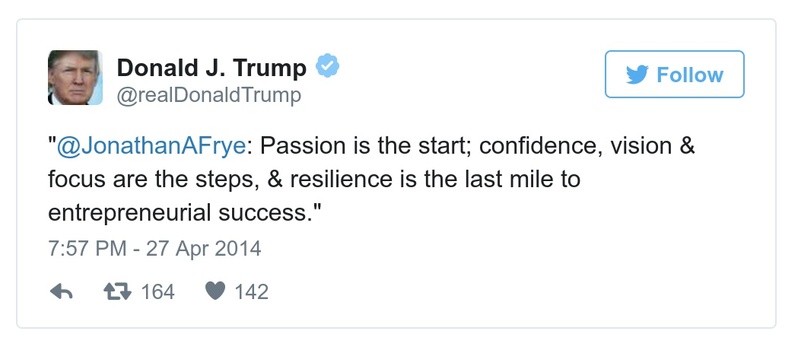 Donald J. Trump
@realDonaldTrump
Follow
"@JonathanAFrye: Passion is the start; confidence, vision &
focus are the steps, & resilience is the last mile to
entrepreneurial success."
7:57 PM - 27 Apr 2014
164 142